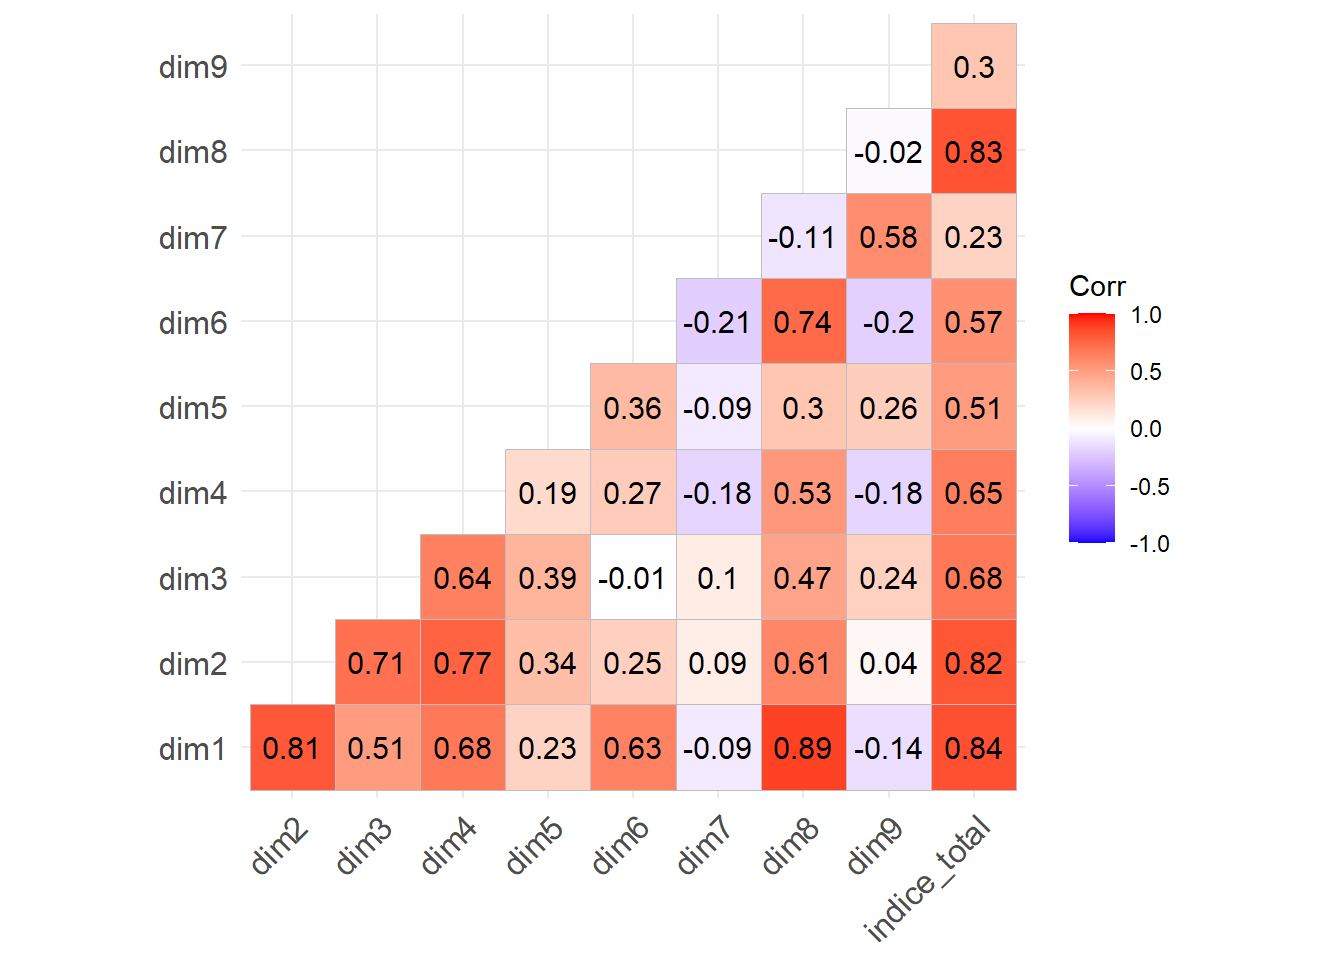 dim9 0.3
dim8 -0.02 0.83
dim7 -0.11 0.58 0.23
dim6 -0.21 0.74 -0.2 0.57
dim5 0.36 -0.09 0.3 0.26 0.51
dim4 0.19 0.27 -0.18 0.53 -0.18 0.65
dim3 0.64 0.39 -0.01 0.1 0.47 0.24 0.68
dim2 0.71 0.77 0.34 0.25 0.09 0.61 0.04 0.82
dim1 0.81 0.51 0.68 0.23 0.63 -0.09 0.89 -0.14 0.84
dim2 dim3 dim4 dim5 dim6 dim7 dim8 dim9 indice_total
Corr
1.0
0.5
0.0
-0.5
-1.0